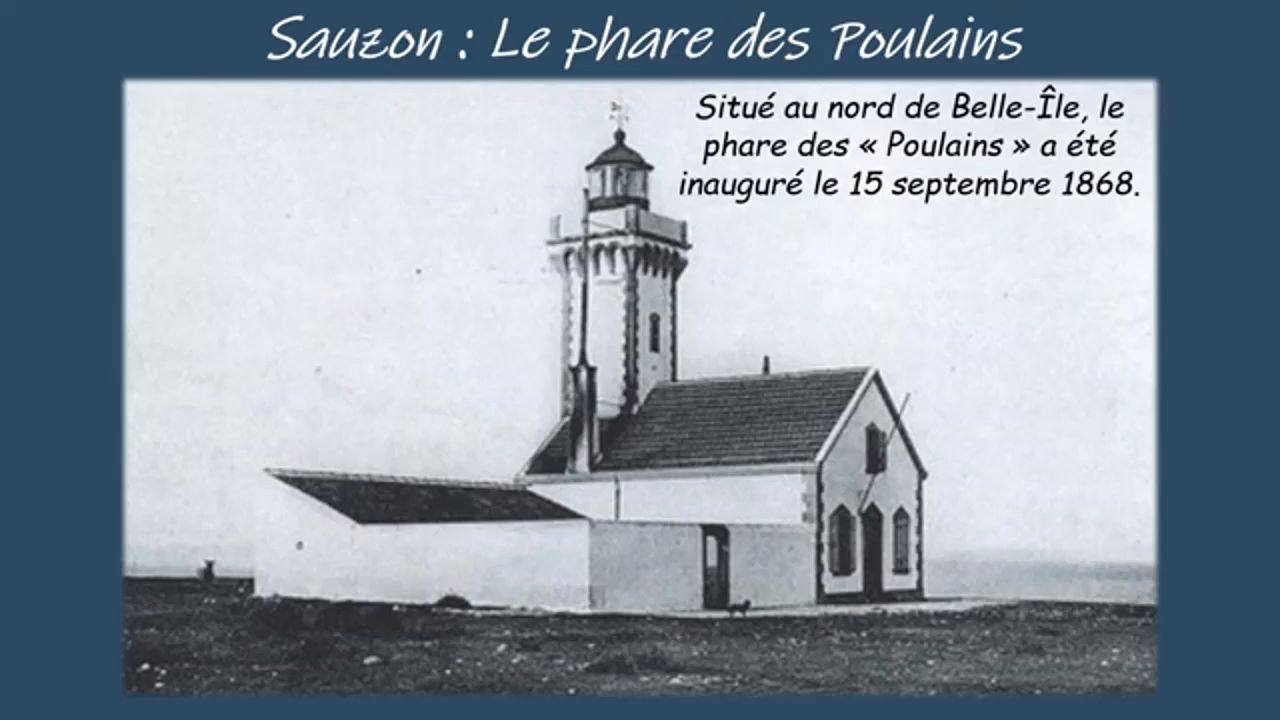 Sauzon : Le phare des Poulains
Situé au nord de Belle-Île, le
phare des « Poulains » a été
inauguré le 15 septembre 1868.